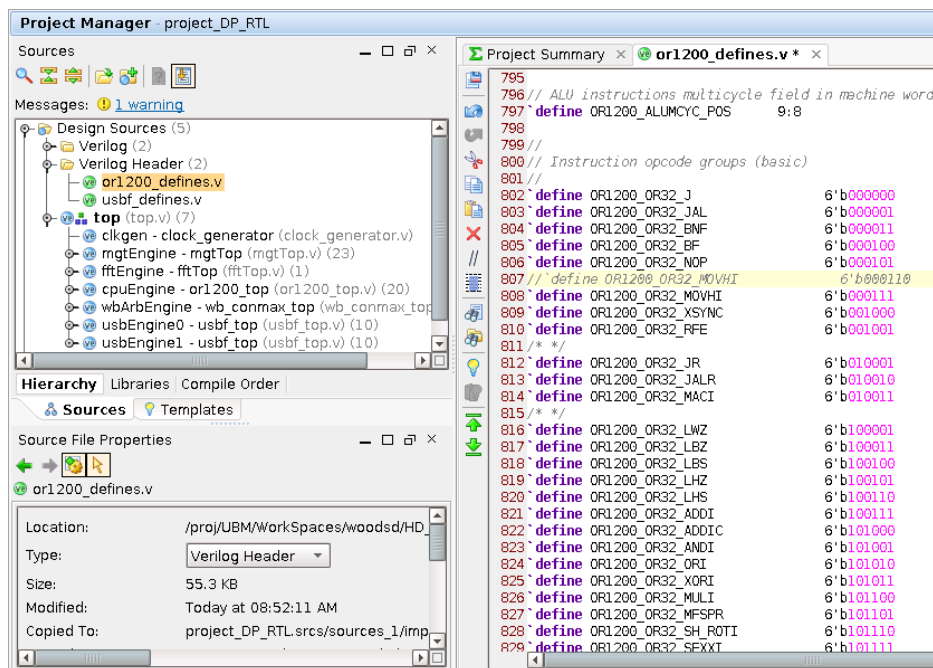 Project Manager - project_DP_RTL
Sources
Messages: 1 warning
Design Sources (5)
Verilog (2)
Verilog Header (2)
or1200_defines.v
usbf_defines.v
top (top.v) (7)
clkgen - clock_generator (clock_generator.v)
mgtEngine - mgtTop (mgtTop.v) (23)
fftEngine - fftTop (fftTop.v) (1)
cpuEngine - or1200_top (or1200_top.v) (20)
wbArbEngine - wb_conmax_top (wb_conmax_top
usbEngine0 - usbf_top (usbf_top.v) (10)
usbEngine1 - usbf_top (usbf_top.v) (10)
Hierarchy Libraries Compile Order
Sources Templates
Source File Properties
or1200_defines.v
Location: /proj/UBM/WorkSpaces/woodsd/HD_
Type: Verilog Header
Size: 55.3 KB
Modified: Today at 08:52:11 AM
Copied To: project_DP_RTL.srcs/sources_1/imp
Project Summary × or1200_defines.v * ×
795
796 // ALU instructions multicycle field in machine word
797 `define OR1200_ALUMCYC_POS 9:8
798
799 //
800 // Instruction opcode groups (basic)
801 //
802 `define OR1200_OR32_J 6'b000000
803 `define OR1200_OR32_JAL 6'b000001
804 `define OR1200_OR32_BNF 6'b000011
805 `define OR1200_OR32_BF 6'b000100
806 `define OR1200_OR32_NOP 6'b000101
807 //`define OR1200_OR32_MOVHI 6'b000110
808 `define OR1200_OR32_MOVHI 6'b000111
809 `define OR1200_OR32_XSYNC 6'b001000
810 `define OR1200_OR32_RFE 6'b001001
811 /* */
812 `define OR1200_OR32_JR 6'b010001
813 `define OR1200_OR32_JALR 6'b010010
814 `define OR1200_OR32_MACI 6'b010011
815 /* */
816 `define OR1200_OR32_LWZ 6'b100001
817 `define OR1200_OR32_LBZ 6'b100011
818 `define OR1200_OR32_LBS 6'b100100
819 `define OR1200_OR32_LHZ 6'b100101
820 `define OR1200_OR32_LHS 6'b100110
821 `define OR1200_OR32_ADDI 6'b100111
822 `define OR1200_OR32_ADDIC 6'b101000
823 `define OR1200_OR32_ANDI 6'b101001
824 `define OR1200_OR32_ORI 6'b101010
825 `define OR1200_OR32_XORI 6'b101011
826 `define OR1200_OR32_MULI 6'b101100
827 `define OR1200_OR32_MFSPR 6'b101101
828 `define OR1200_OR32_SH_ROTI 6'b101110
829 `define OR1200_OR32_SFXXI 6'b101111